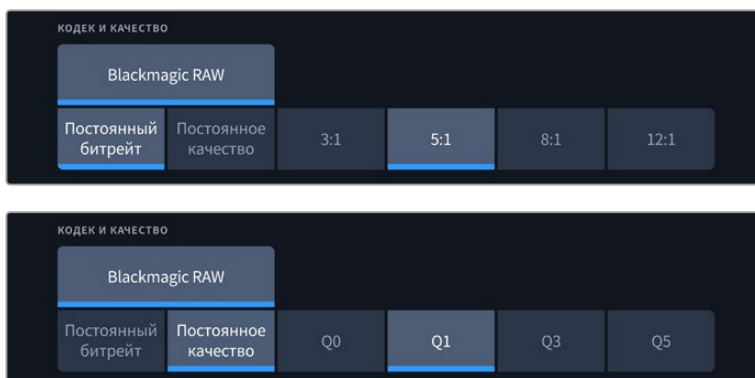 КОДЕК И КАЧЕСТВО
Blackmagic RAW
Постоянный битрейт Постоянное качество 3:1 5:1 8:1 12:1
КОДЕК И КАЧЕСТВО
Blackmagic RAW
Постоянный битрейт Постоянное качество Q0 Q1 Q3 Q5